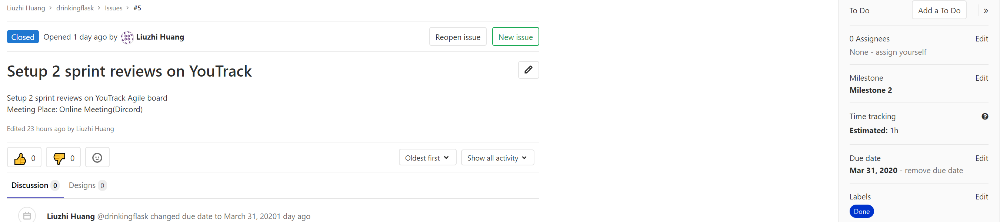 Liuzhi Huang > drinkingflask > Issues > #5
Closed Opened 1 day ago by Liuzhi Huang
Reopen issue New issue
Setup 2 sprint reviews on YouTrack
Setup 2 sprint reviews on YouTrack Agile board
Meeting Place: Online Meeting(Dircord)
Edited 23 hours ago by Liuzhi Huang
0 0
Oldest first Show all activity
Discussion 0 Designs 0
Liuzhi Huang @drinkingflask changed due date to March 31, 20201 day ago
To Do Add a To Do »
0 Assignees Edit
None - assign yourself
Milestone Edit
Milestone 2
Time tracking ?
Estimated: 1h
Due date Edit
Mar 31, 2020 - remove due date
Labels Edit
Done